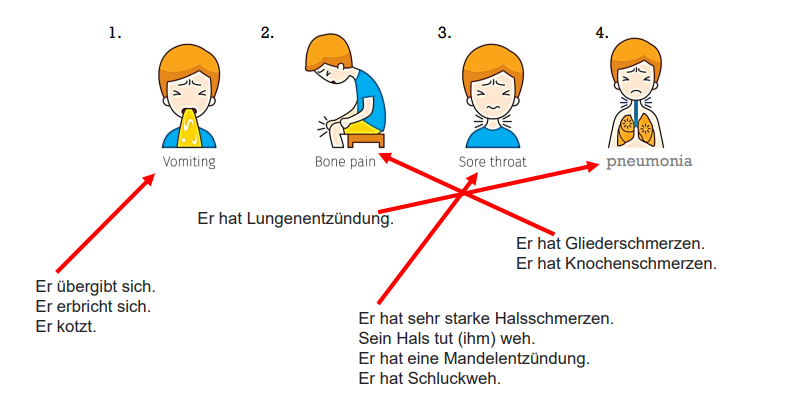 1.
2.
3.
4.
Vomiting
Bone pain
Sore throat
pneumonia
Er hat Lungenentzündung.
Er hat Gliederschmerzen.
Er hat Knochenschmerzen.
Er übergibt sich.
Er erbricht sich.
Er kotzt.
Er hat sehr starke Halsschmerzen.
Sein Hals tut (ihm) weh.
Er hat eine Mandelentzündung.
Er hat Schluckweh.